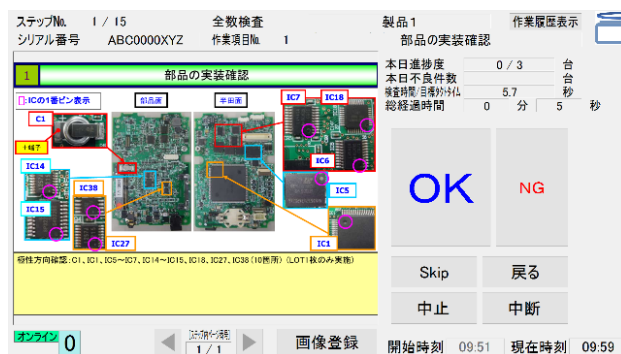 ステップNo. 1 / 15 全数検査 製品1 作業履歴表示
シリアル番号 ABC0000XYZ 作業項目No. 1 部品の実装確認
本日進捗度 0 / 3 台
本日不良件数 台
検査時間/目標タクトタイム 5.7 秒
総経過時間 0 分 5 秒
1 部品の実装確認
□:ICの1番ピン表示 部品面 半田面 IC7 IC18
C1
+端子
IC14
IC38
IC6
IC15
IC5
IC27
IC1
OK
NG
極性方向確認:C1、IC1、IC5~IC7、IC14~IC15、IC18、IC27、IC38(10箇所) (LOT1枚のみ実施)
Skip 戻る
中止 中断
オンライン 0
1/1
画像登録
開始時刻 09:51 現在時刻 09:59